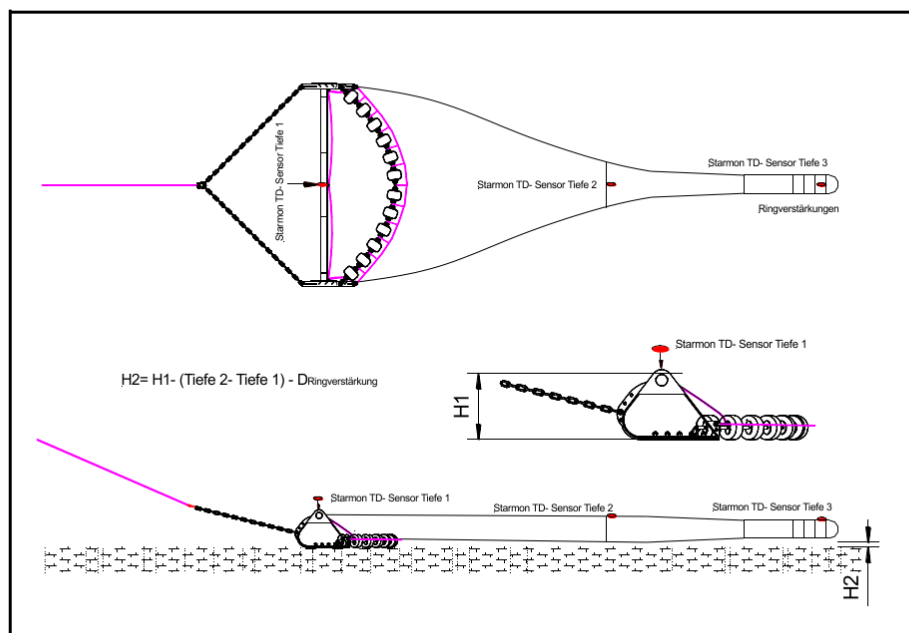 Starmon TD- Sensor Tiefe 1
Starmon TD- Sensor Tiefe 2
Starmon TD- Sensor Tiefe 3
Ringverstärkungen
Starmon TD- Sensor Tiefe 1
H2= H1- (Tiefe 2- Tiefe 1) - DRingverstärkung
H1
Starmon TD- Sensor Tiefe 1
Starmon TD- Sensor Tiefe 2
Starmon TD- Sensor Tiefe 3
H2